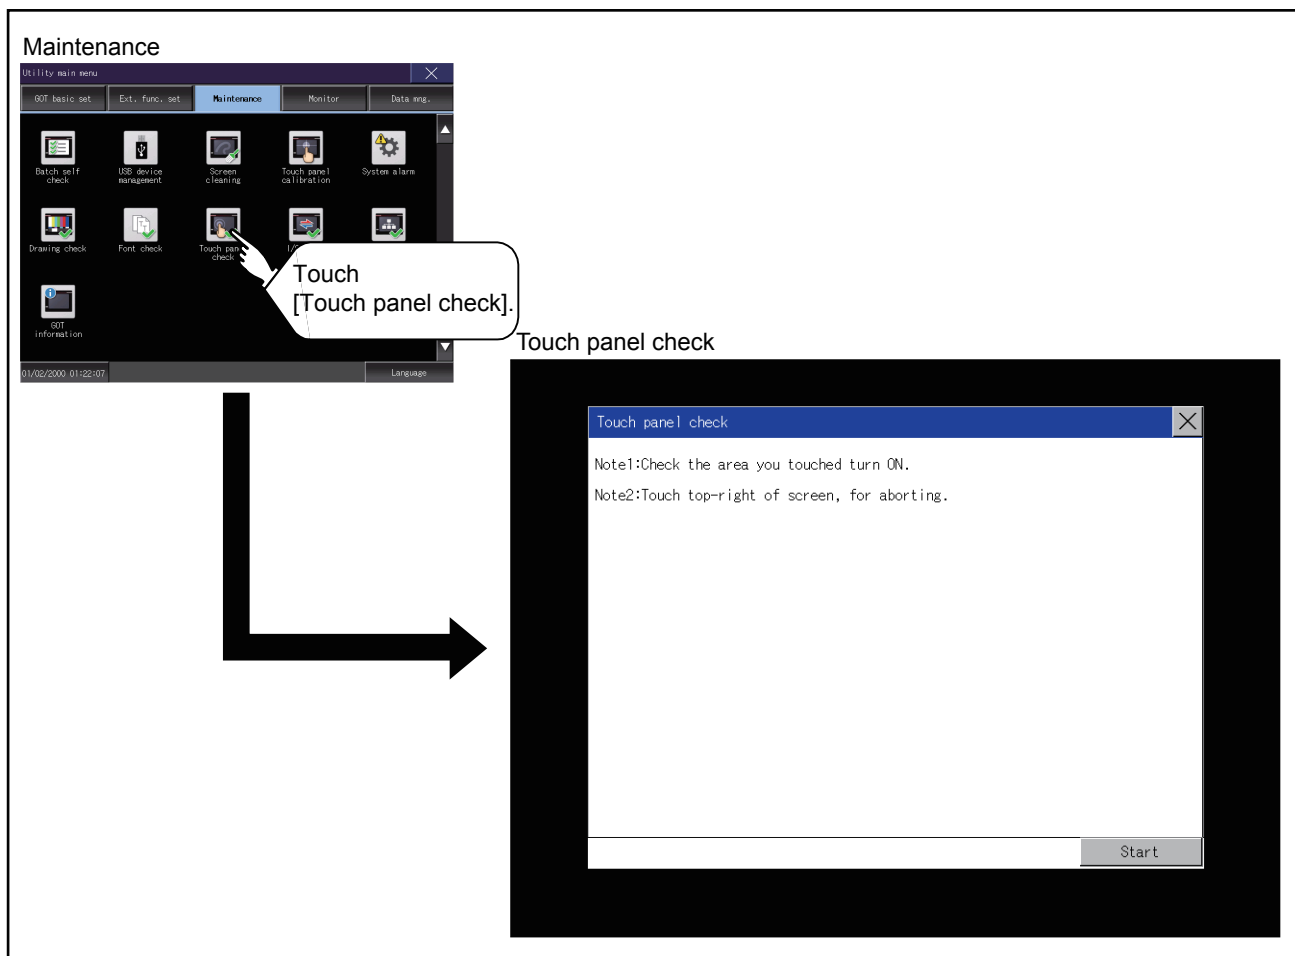 Maintenance
Utility main menu
GOT basic set
Ext. func. set
Maintenance
Monitor
Data mng.
Batch self
check
USB device
management
Screen
cleaning
Touch panel
calibration
System alarm
Drawing check
Font check
Touch pan
check
I/
GOT
information
Touch
[Touch panel check].
01/02/2000 01:22:07
Language
Touch panel check
Touch panel check
Note1:Check the area you touched turn ON.
Note2:Touch top-right of screen, for aborting.
Start